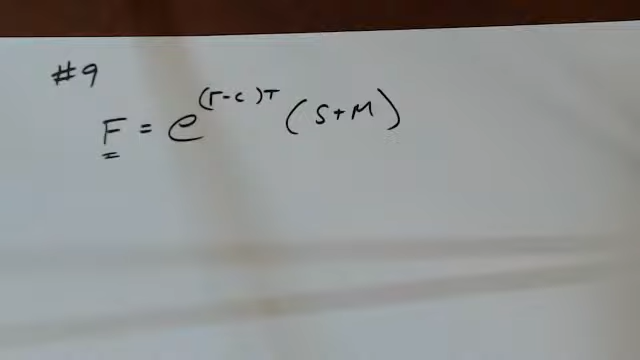 #9
F = e^{(r-c)T} (S+M)